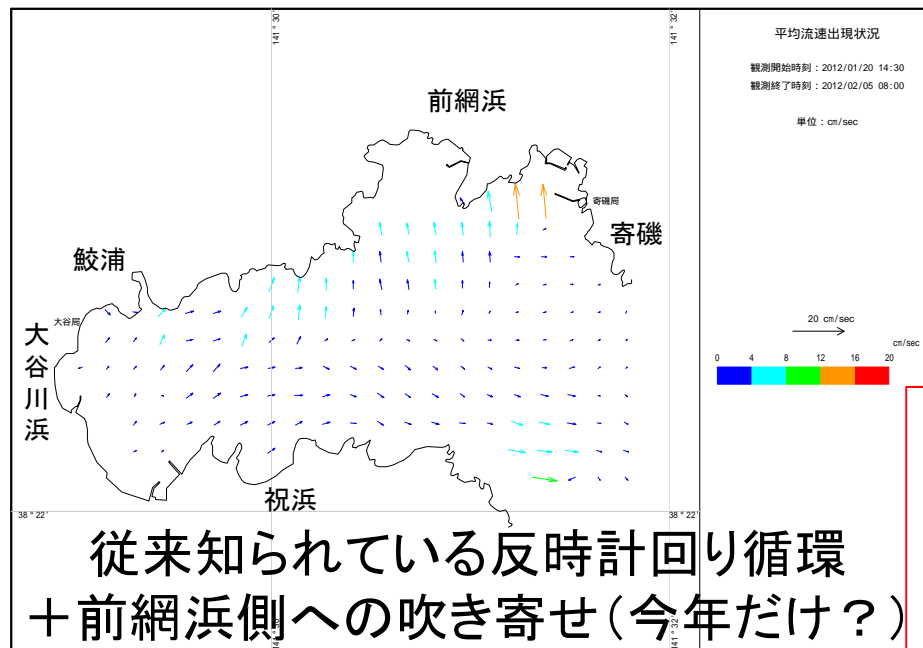 141 ° 30'
141 ° 32'
平均流速出現状況
観測開始時刻 : 2012/01/20 14:30
観測終了時刻 : 2012/02/05 08:00
単位 : cm/sec
前網浜
寄磯局
寄磯
鮫浦
大谷局
大谷川浜
20 cm/sec
cm/sec
0 4 8 12 16 20
祝浜
38 ° 22'
38 ° 22'
従来知られている反時計回り循環
+前網浜側への吹き寄せ(今年だけ?)
141 ° 30'
141 ° 32'